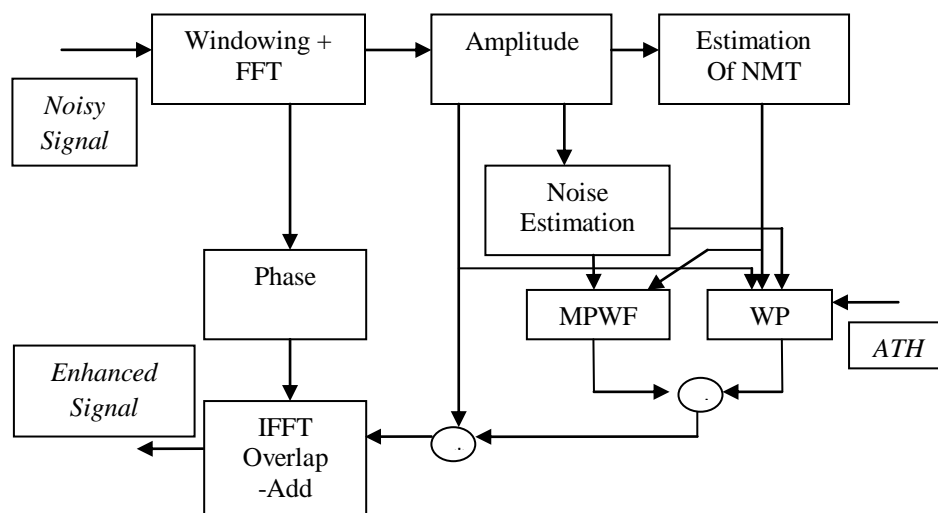 Windowing +
FFT
Amplitude
Estimation
Of NMT
Noisy
Signal
Noise
Estimation
Phase
MPWF
WP
ATH
Enhanced
Signal
.
IFFT
Overlap
-Add
.